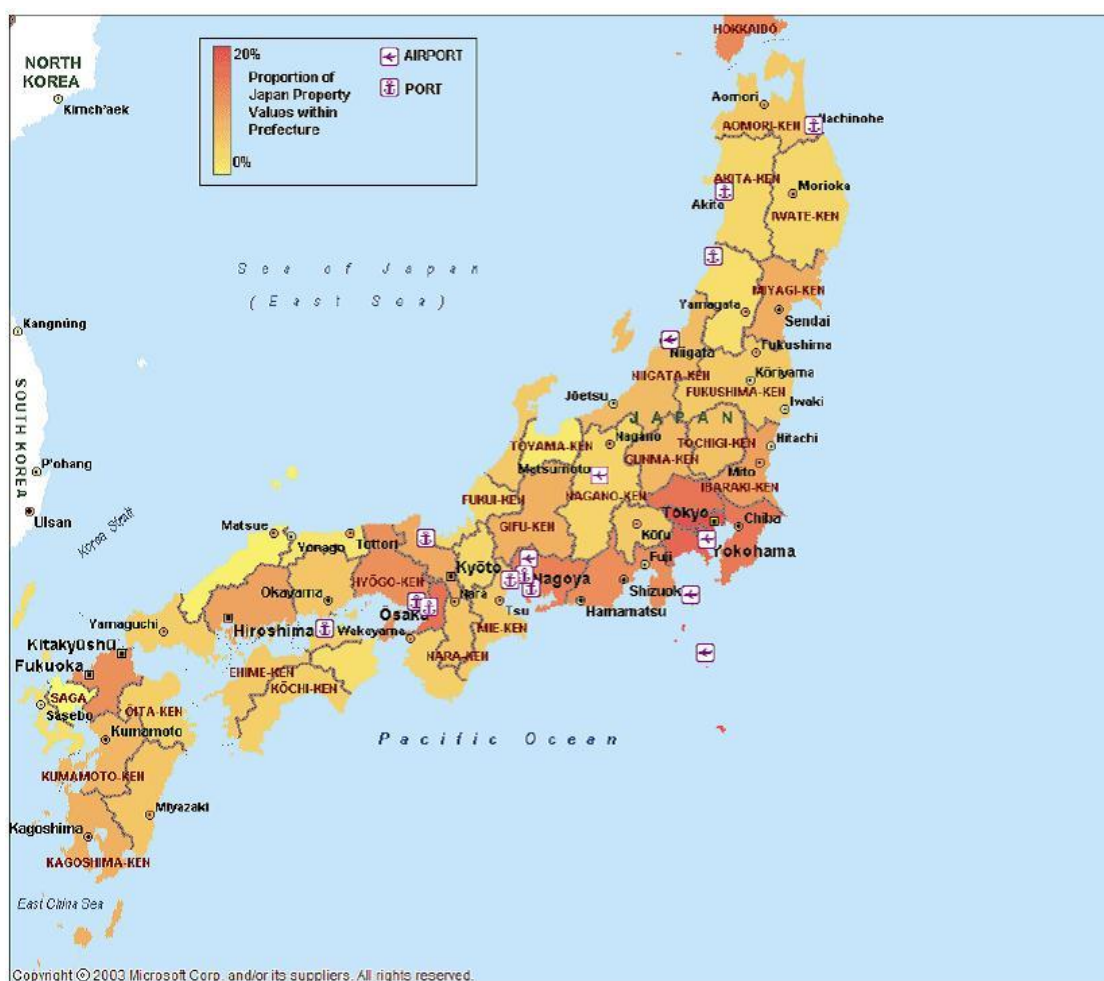 HOKKAIDŌ
NORTH
KOREA
Kimch'aek
20%
Proportion of
Japan Property
Values within
Prefecture
0%
AIRPORT
PORT
Aomori
Hachinohe
AOMORI-KEN
AKITA-KEN
Akita
Morioka
IWATE-KEN
Sea of Japan
(East Sea)
MIYAGI-KEN
Yamagata
Sendai
Kangnŭng
Niigata
Fukushima
NIIGATA-KEN
Kōriyama
FUKUSHIMA-KEN
Jōetsu
Iwaki
JAPAN
SOUTH KOREA
TOYAMA-KEN
Nagano
TOCHIGI-KEN
Hitachi
GUNMA-KEN
P'ohang
Matsumoto
Mito
IBARAKI-KEN
FUKUI-KEN
NAGANO-KEN
Ulsan
Korea Strait
Tokyo
Chiba
GIFU-KEN
Matsue
Yonago
Tottori
Kōfu
Yokohama
Fuji
Kyōto
HYŌGO-KEN
Nagoya
Shizuok
Okayama
Nara
Hamamatsu
Ōsaka
Tsu
Yamaguchi
Hiroshima
Wakayama
MIE-KEN
Kitakyūshū
NARA-KEN
Fukuoka
EHIME-KEN
KŌCHI-KEN
SAGA
Sasebo
ŌITA-KEN
Kumamoto
Pacific Ocean
KUMAMOTO-KEN
Miyazaki
Kagoshima
KAGOSHIMA-KEN
East China Sea
Copyright © 2003 Microsoft Corp. and/or its suppliers. All rights reserved.